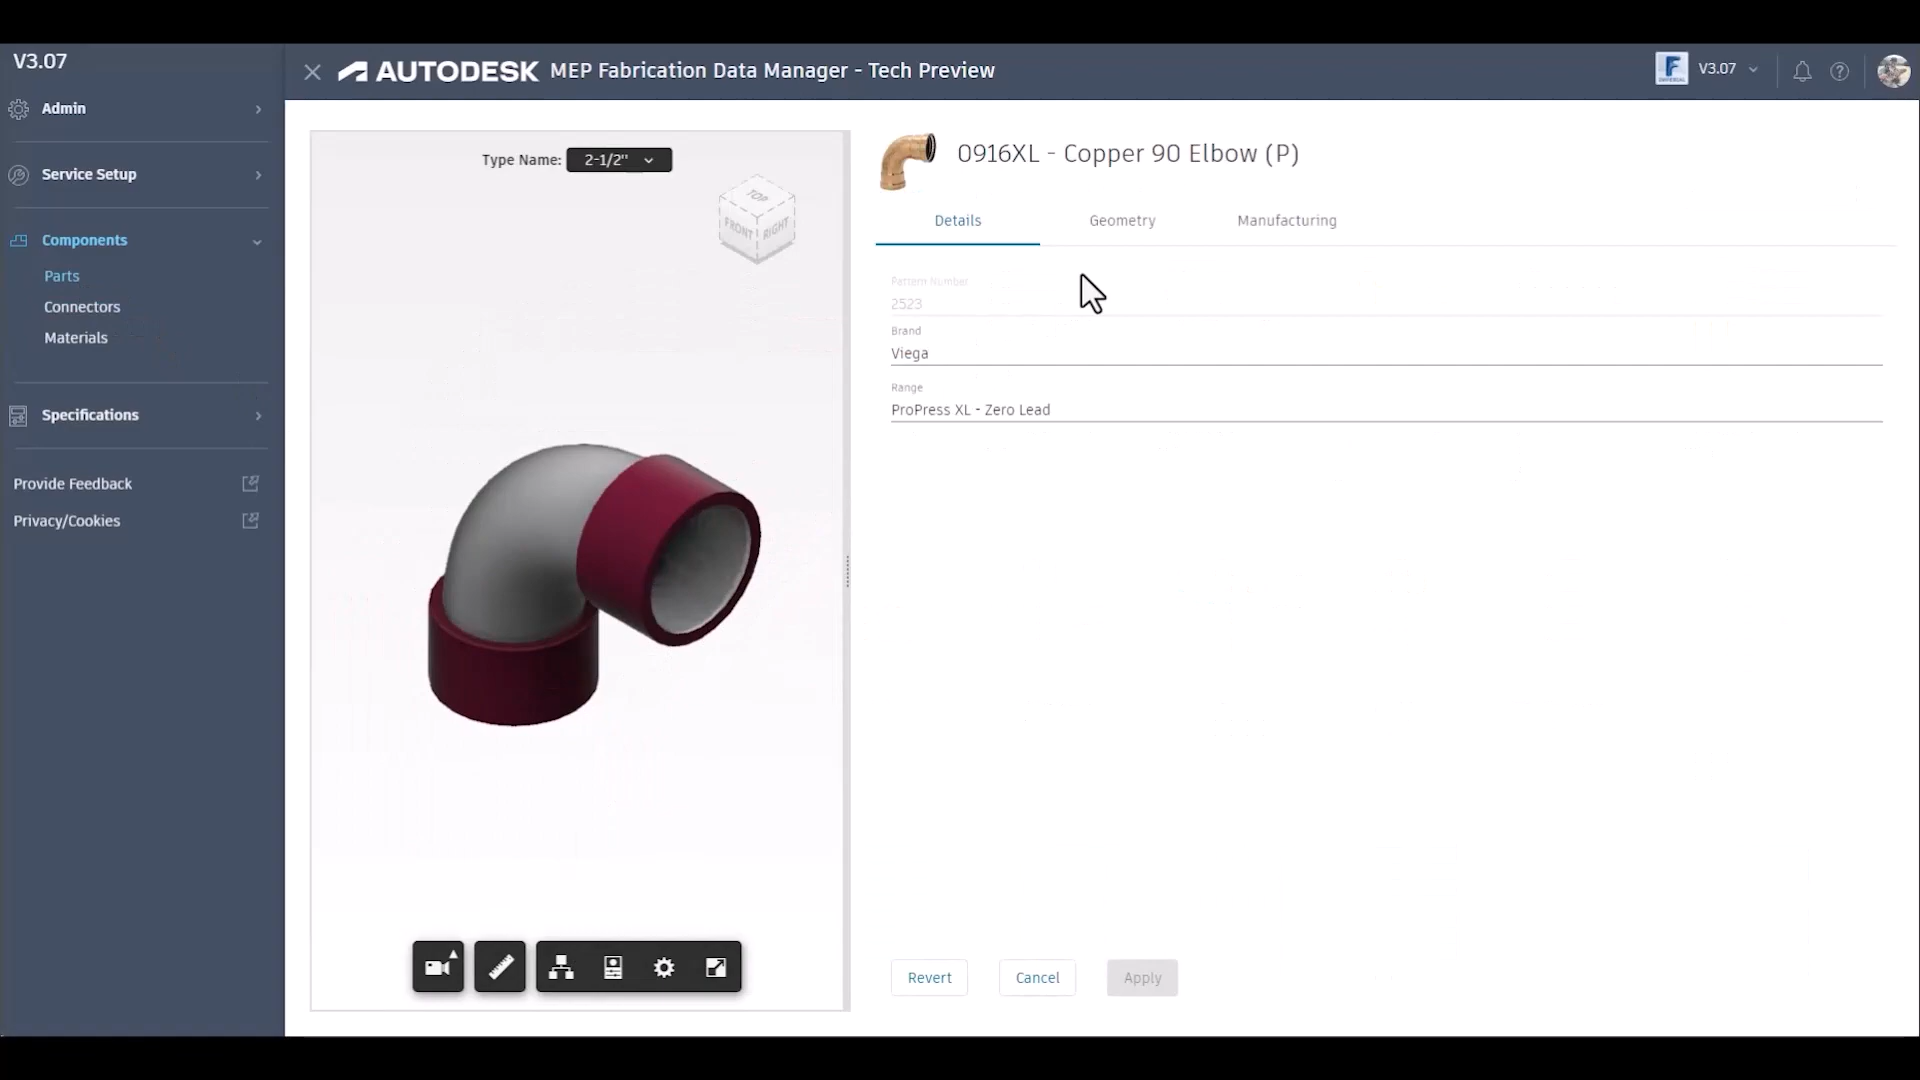 V3.07
Admin
Service Setup
Components
Parts
Connectors
Materials
Specifications
Provide Feedback
Privacy/Cookies
AUTODESK MEP Fabrication Data Manager - Tech Preview
V3.07
Type Name: 2-1/2"
TOP
FRONT RIGHT
0916XL - Copper 90 Elbow (P)
Details Geometry Manufacturing
Pattern Number
2523
Brand
Viega
Range
ProPress XL - Zero Lead
Revert Cancel Apply